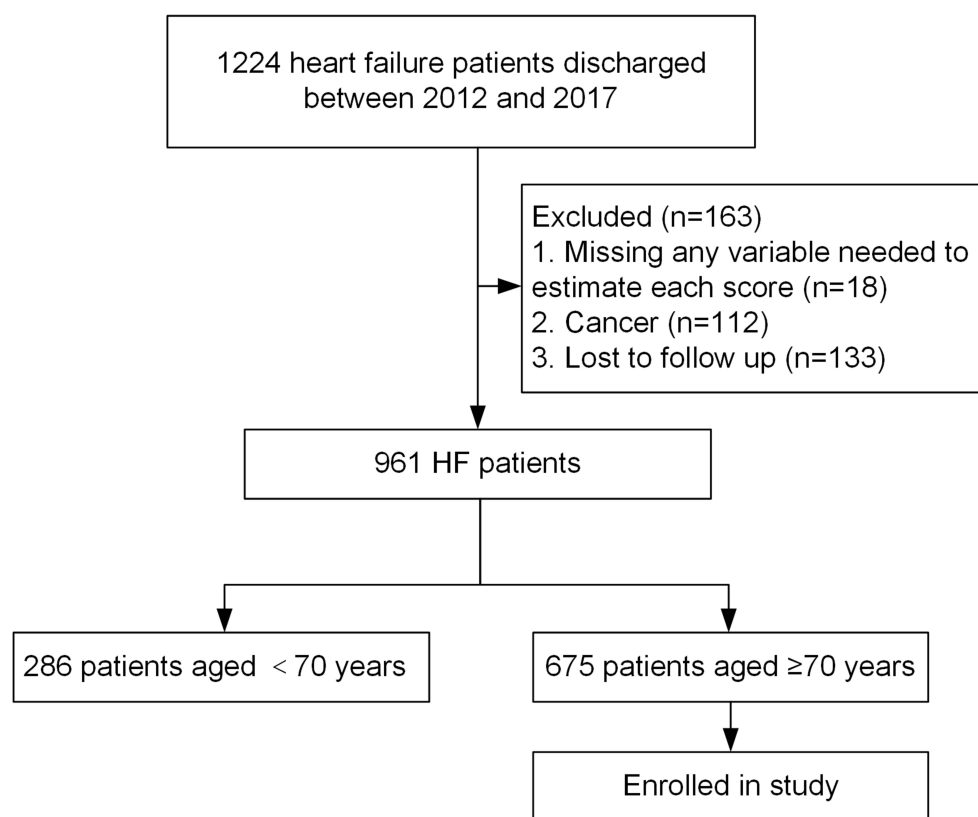 1224 heart failure patients discharged
between 2012 and 2017
Excluded (n=163)
1. Missing any variable needed to
estimate each score (n=18)
2. Cancer (n=112)
3. Lost to follow up (n=133)
961 HF patients
286 patients aged < 70 years
675 patients aged ≥70 years
Enrolled in study